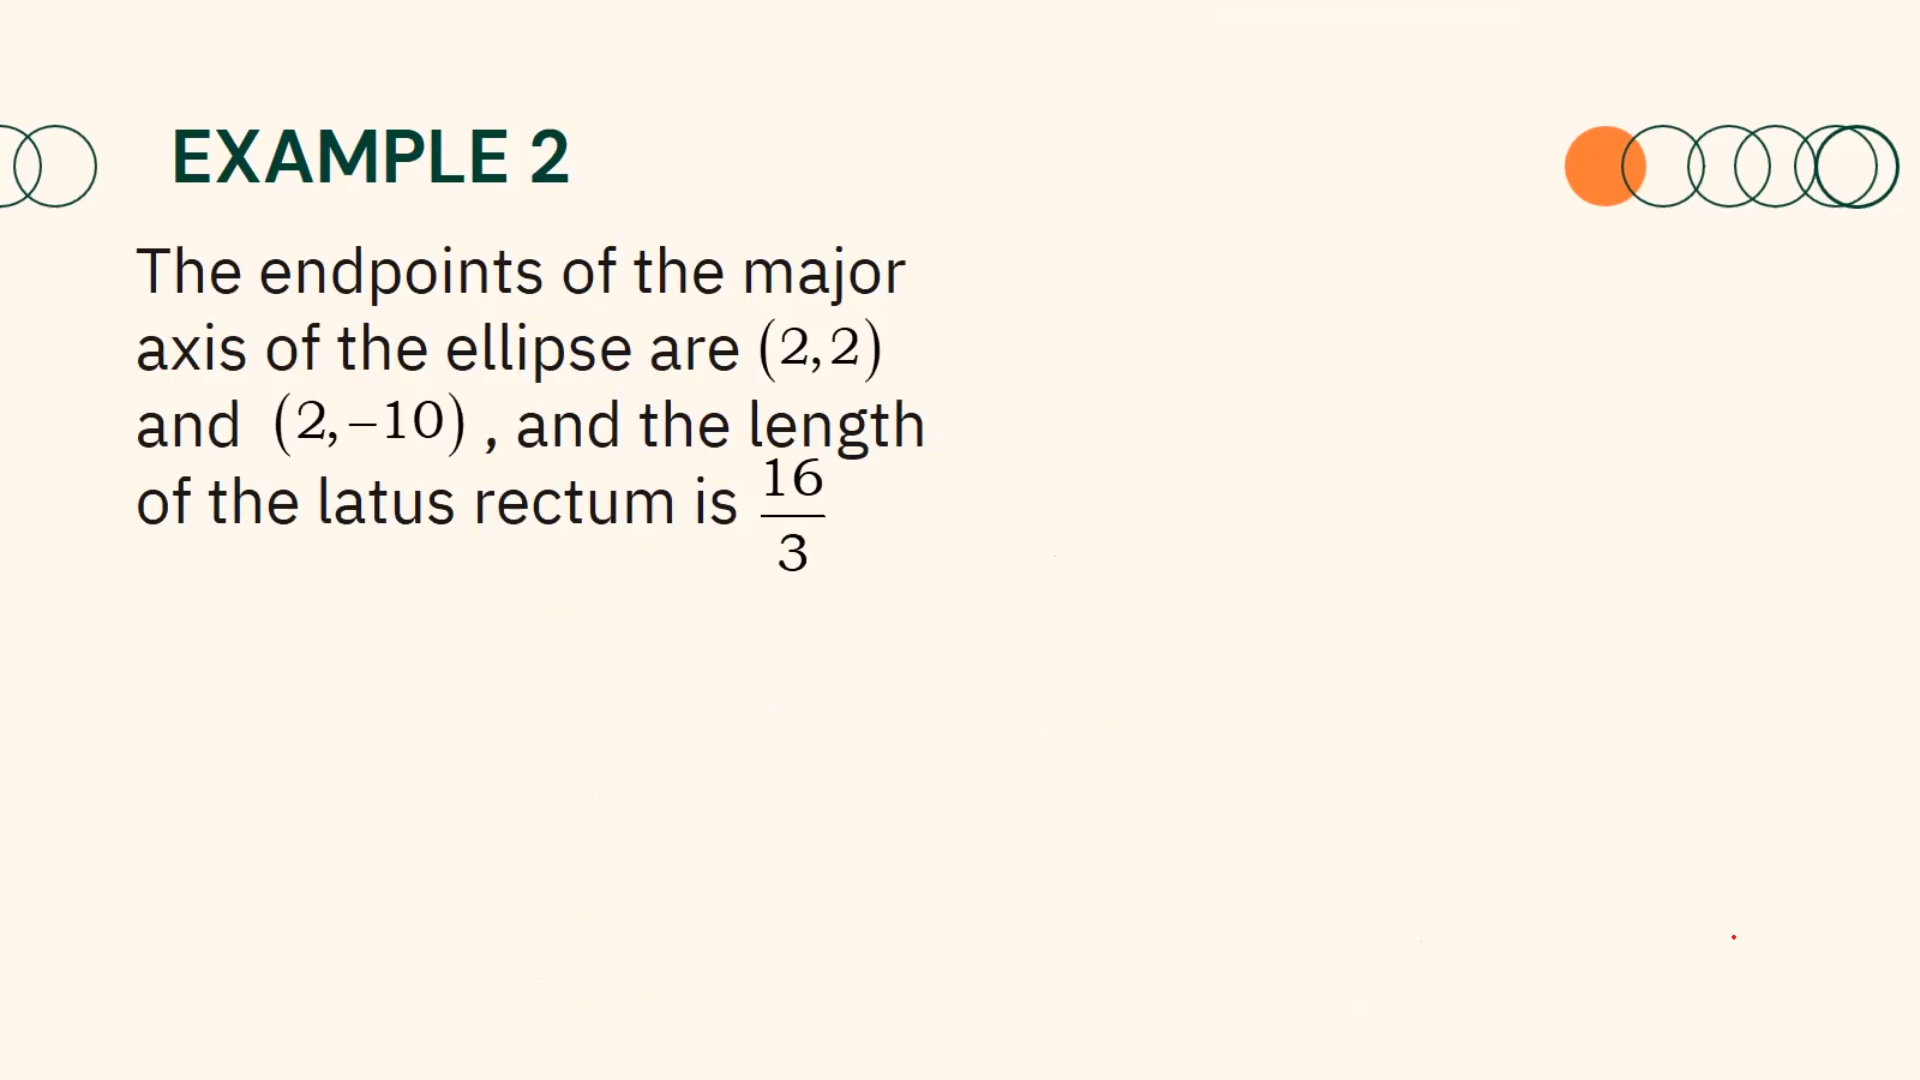 EXAMPLE 2
The endpoints of the major
axis of the ellipse are (2,2)
and (2,−10) , and the length
of the latus rectum is 16/3